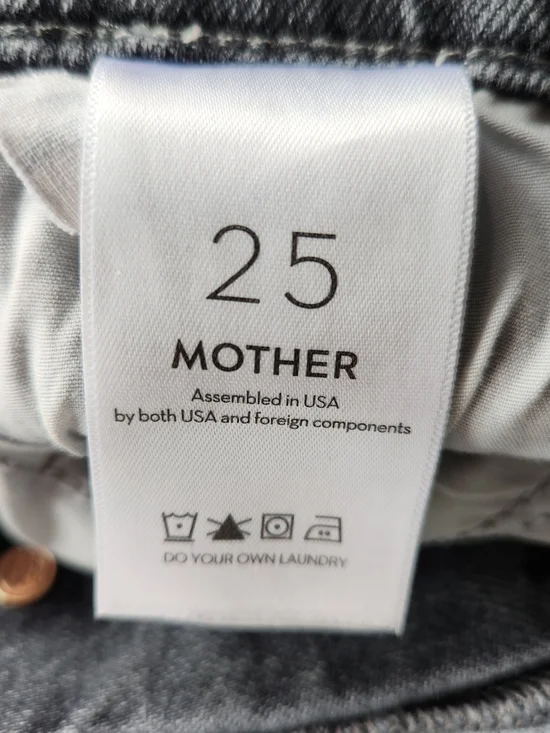 25
MOTHER
Assembled in USA
by both USA and foreign components
DO YOUR OWN LAUNDRY